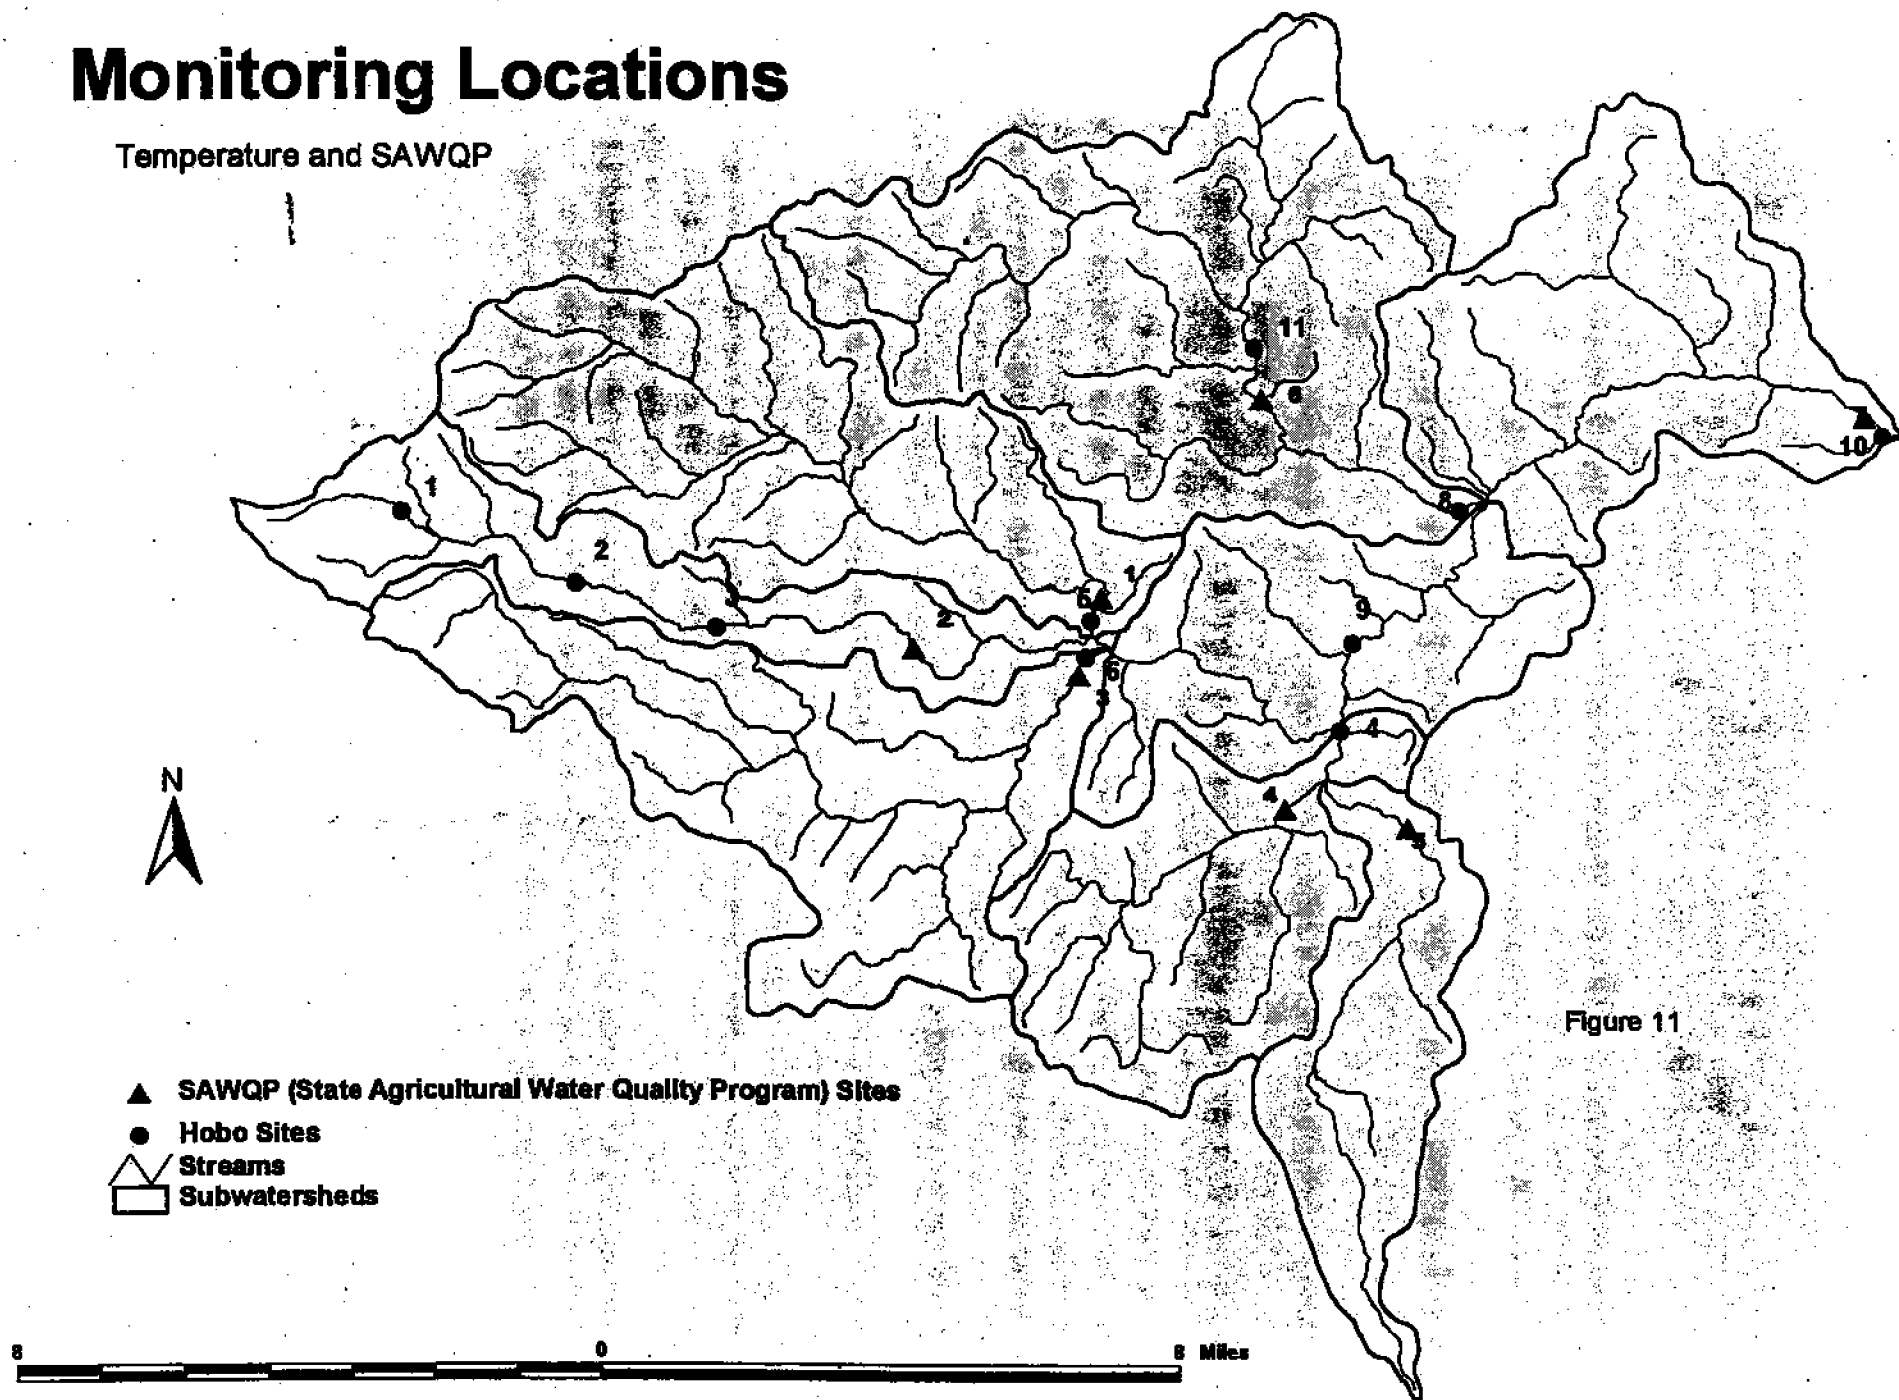 Monitoring Locations
Temperature and SAWQP
11
6
10
1
8
2
1
3
5
2
9
6
3
4
4
5
N
Figure 11
SAWQP (State Agricultural Water Quality Program) Sites
Hobo Sites
Streams
Subwatersheds
8 0 8 Miles